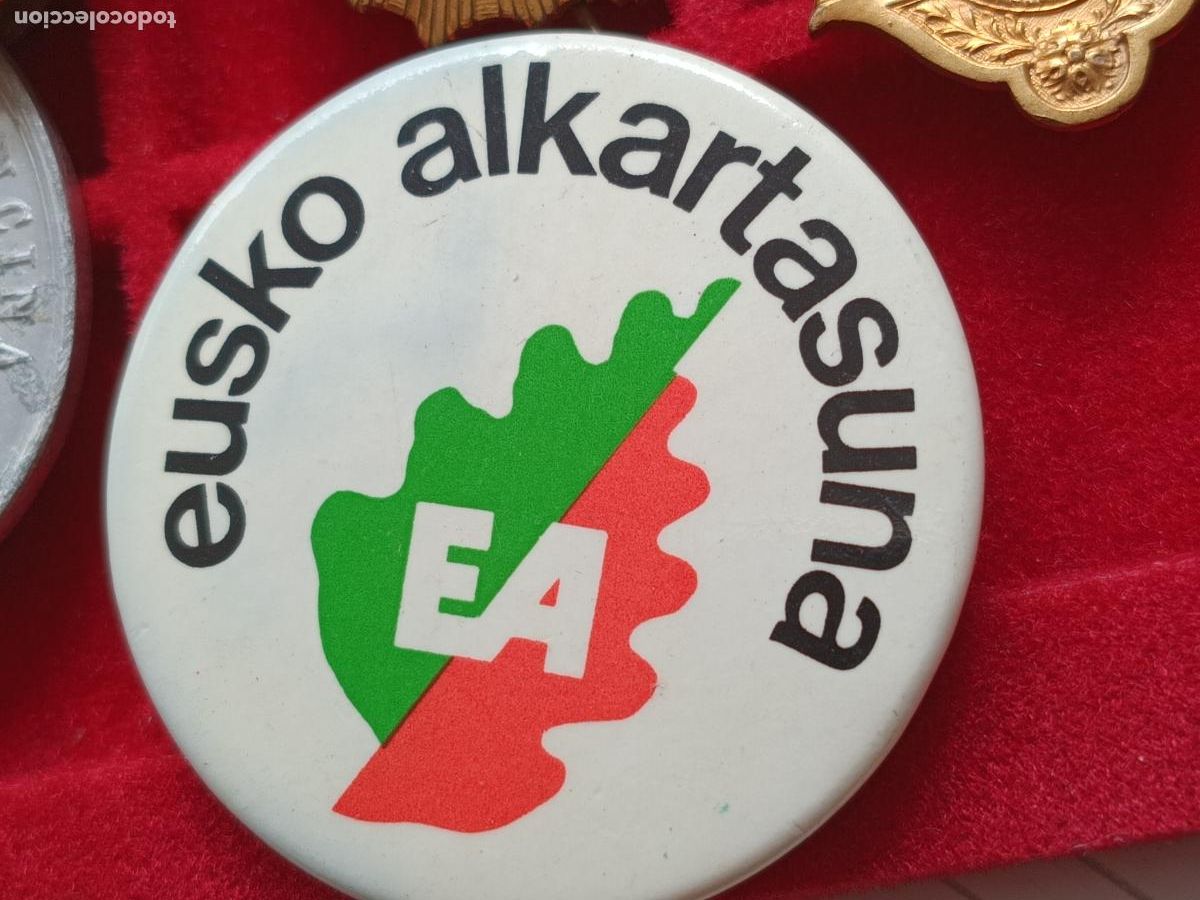 todocoleccion
eusko alkartasuna
EA